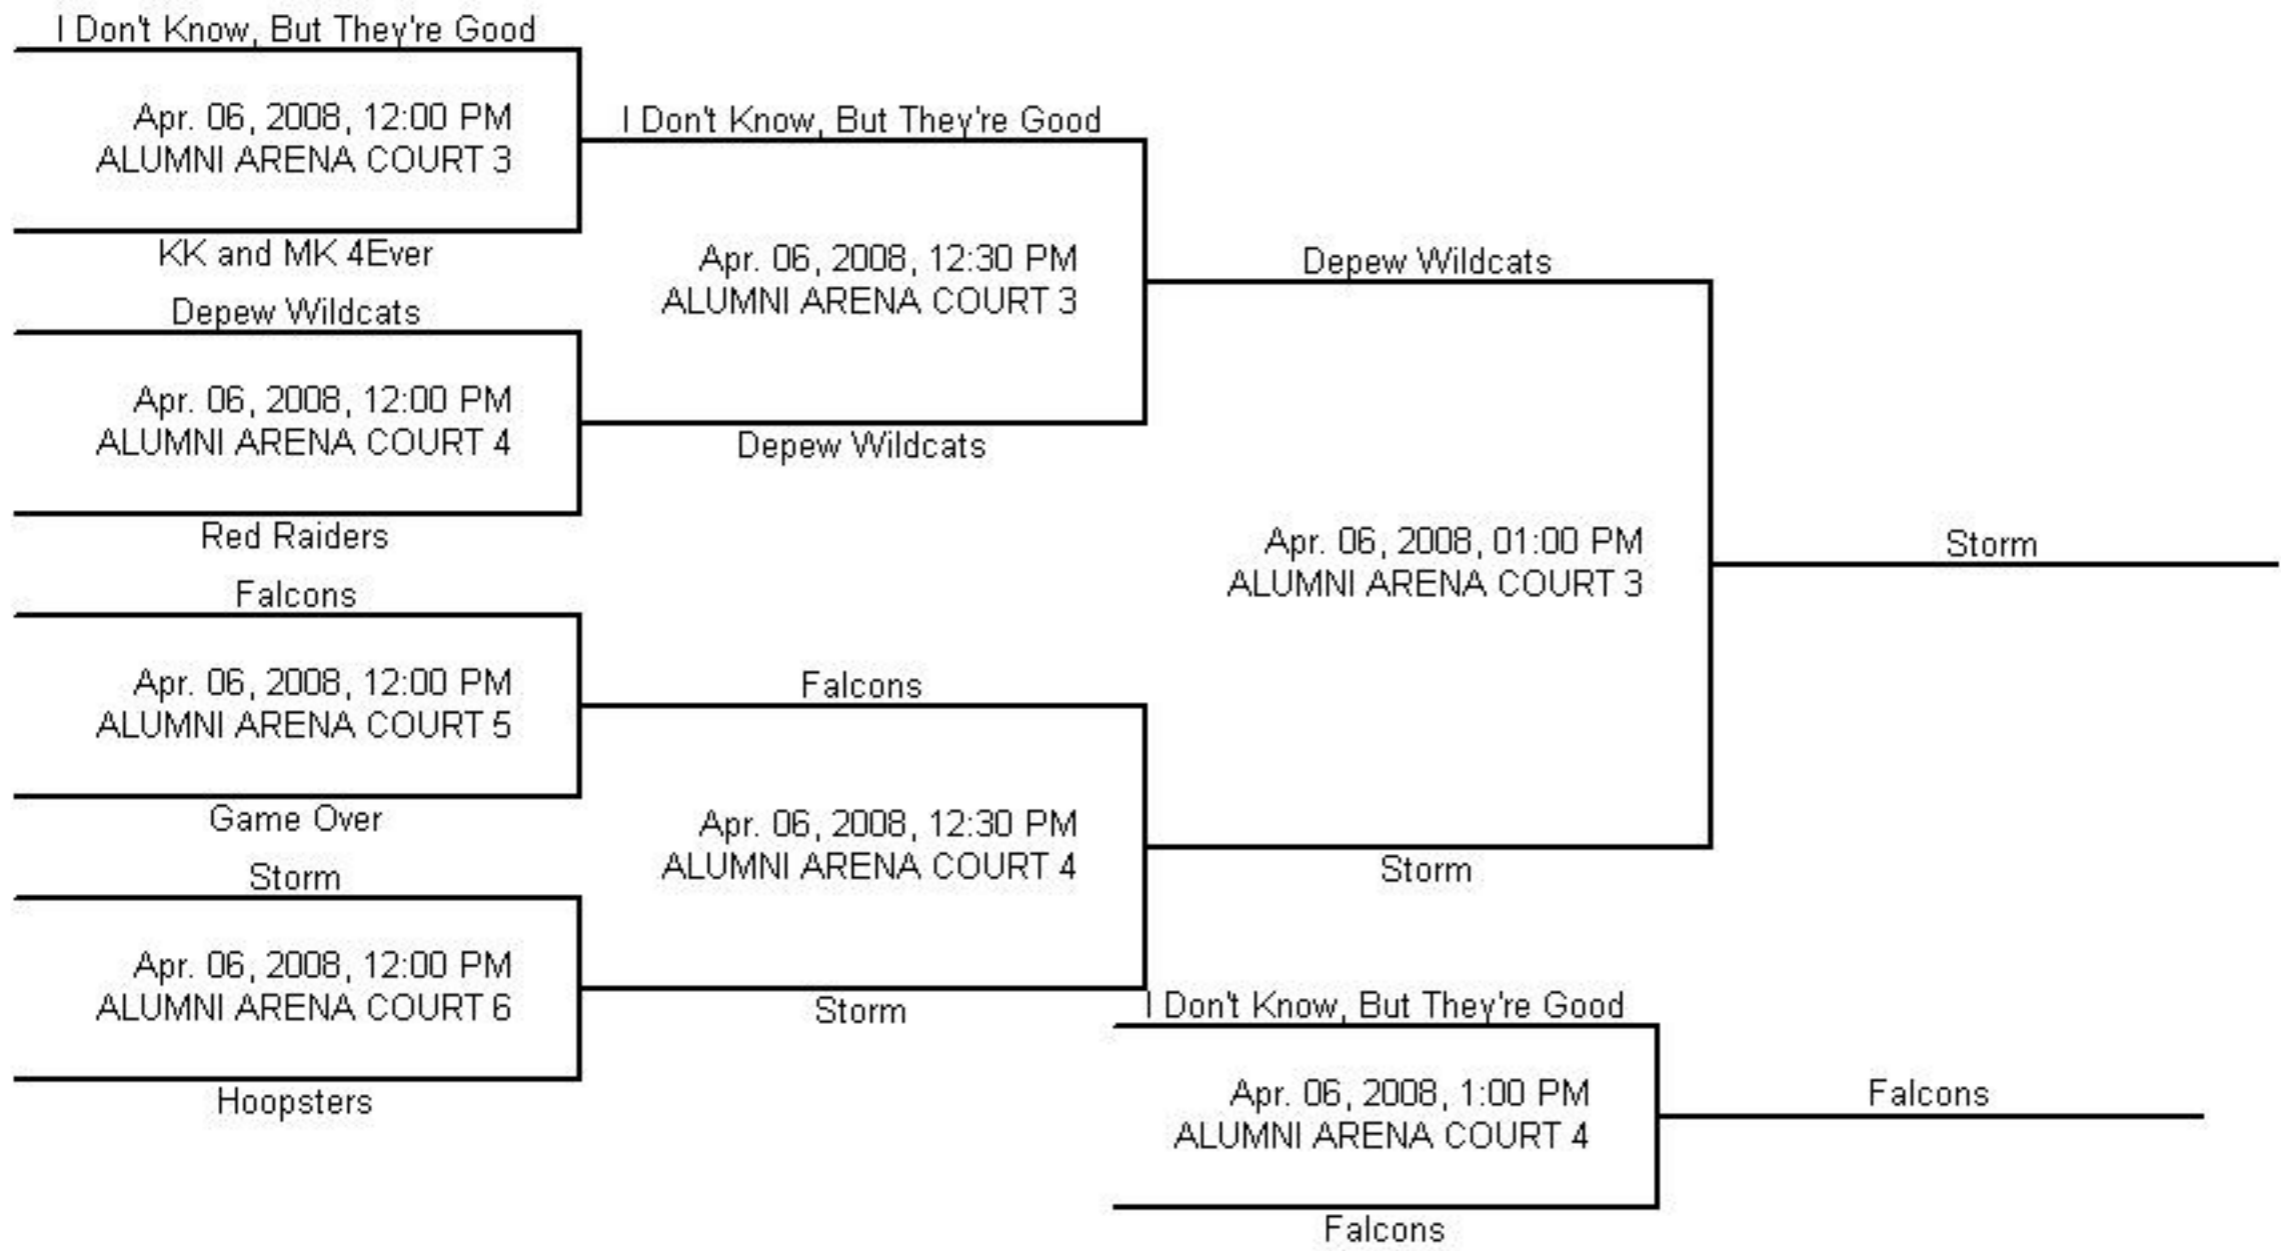 I Don't Know, But They're Good
Apr. 06, 2008, 12:00 PM
ALUMNI ARENA COURT 3
KK and MK 4Ever
Depew Wildcats
Apr. 06, 2008, 12:00 PM
ALUMNI ARENA COURT 4
Red Raiders
Falcons
Apr. 06, 2008, 12:00 PM
ALUMNI ARENA COURT 5
Game Over
Storm
Apr. 06, 2008, 12:00 PM
ALUMNI ARENA COURT 6
Hoopsters
I Don't Know, But They're Good
Apr. 06, 2008, 12:30 PM
ALUMNI ARENA COURT 3
Depew Wildcats
Falcons
Apr. 06, 2008, 12:30 PM
ALUMNI ARENA COURT 4
Storm
Depew Wildcats
Apr. 06, 2008, 01:00 PM
ALUMNI ARENA COURT 3
Storm
Storm
I Don't Know, But They're Good
Apr. 06, 2008, 1:00 PM
ALUMNI ARENA COURT 4
Falcons
Falcons